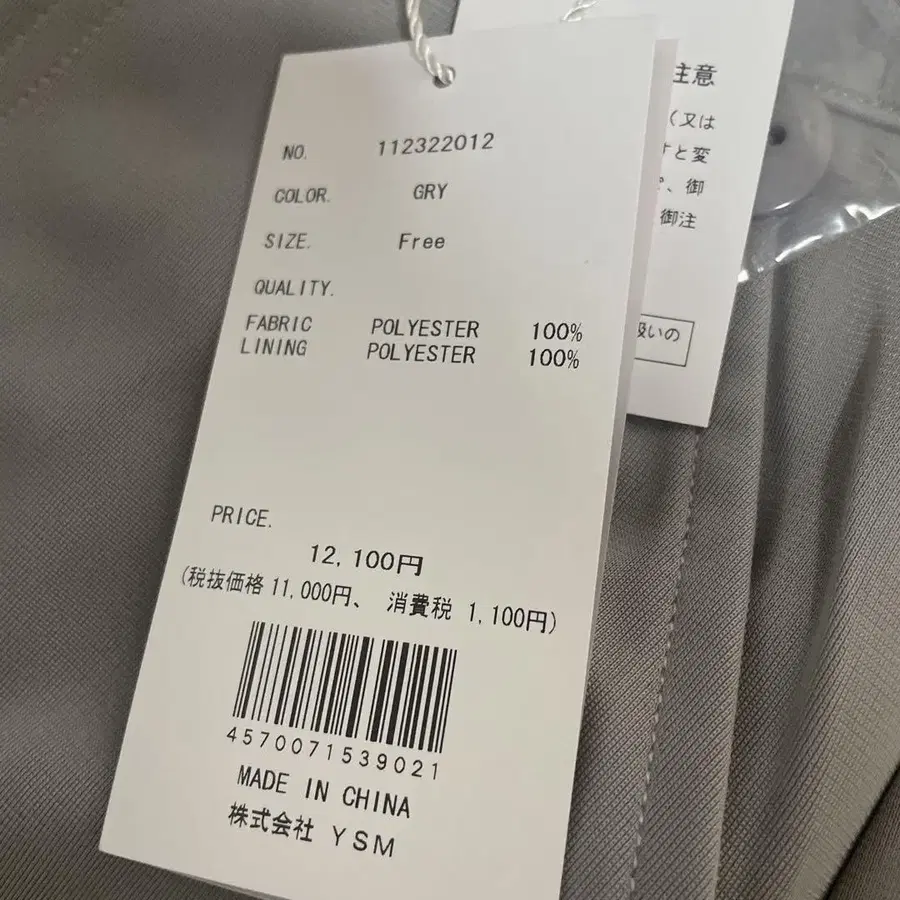 NO. 112322012
COLOR. GRY
SIZE. Free
QUALITY.
FABRIC POLYESTER 100%
LINING POLYESTER 100%
PRICE.
12,100円
(税抜価格 11,000円、 消費税 1,100円)
4570071539021
MADE IN CHINA
株式会社 YSM
注意
(又は
すと変
、御
御注
扱いの